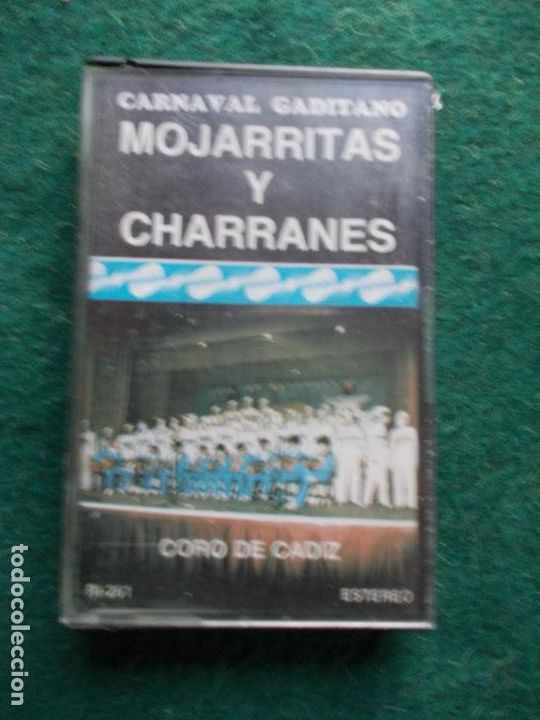 CARNAVAL GADITANO
MOJARRITAS
Y
CHARRANES
CORO DE CADIZ
ESTEREO
todocoleccion